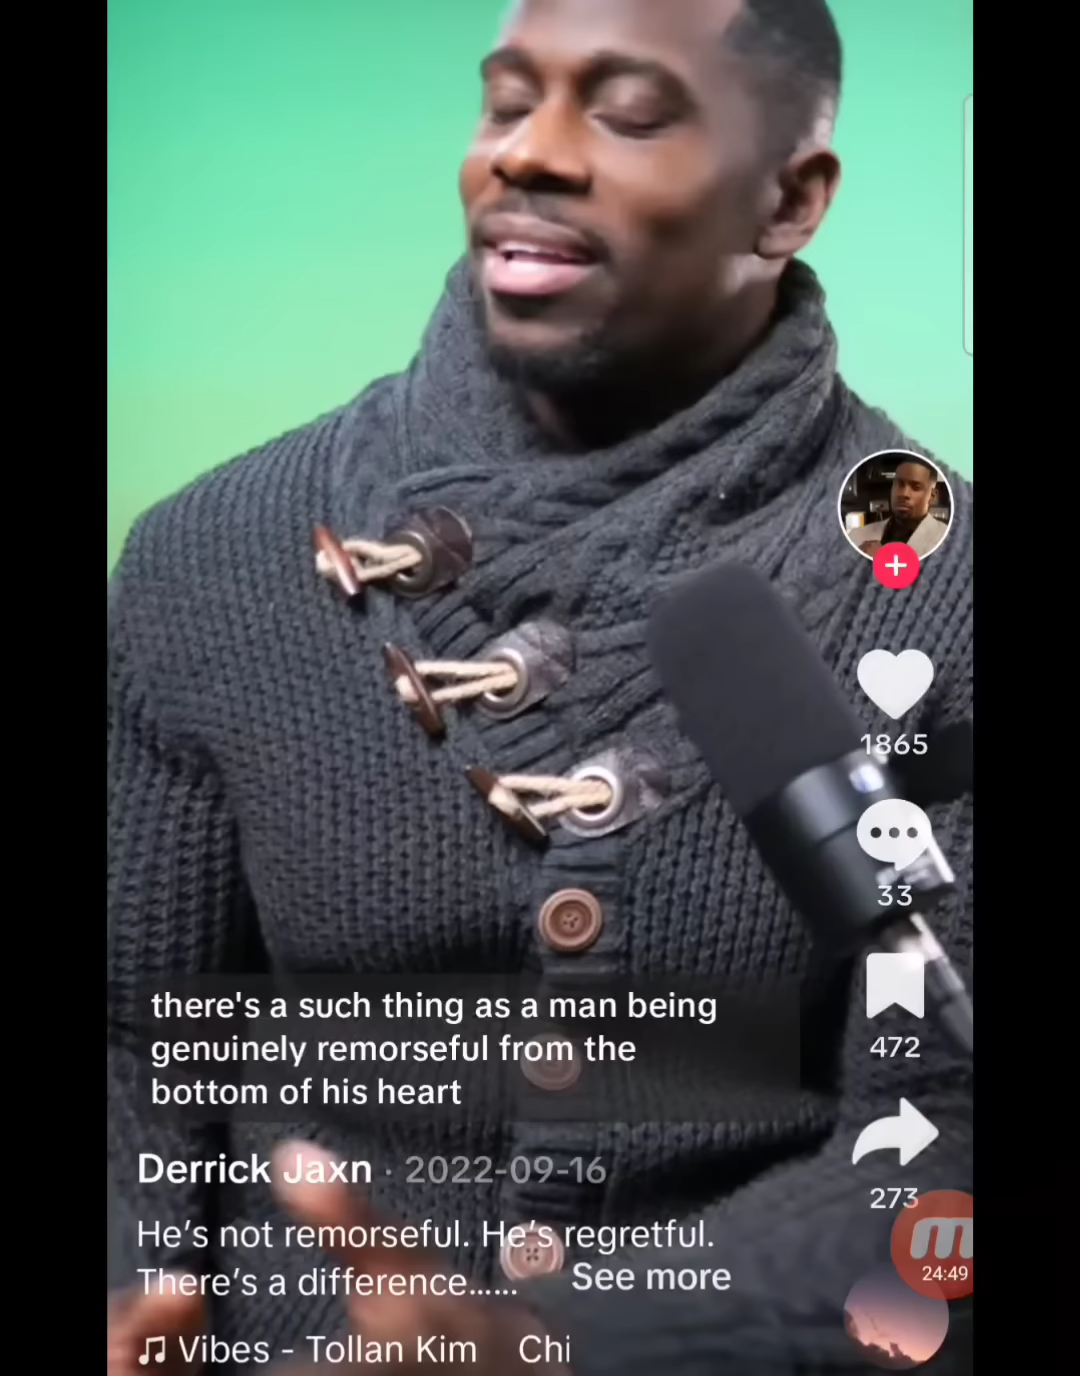 1865
33
472
there's a such thing as a man being
genuinely remorseful from the
bottom of his heart
Derrick Jaxn · 2022-09-16
273
He's not remorseful. He's regretful.
There's a difference...... See more
24:49
Vibes - Tollan Kim Chi